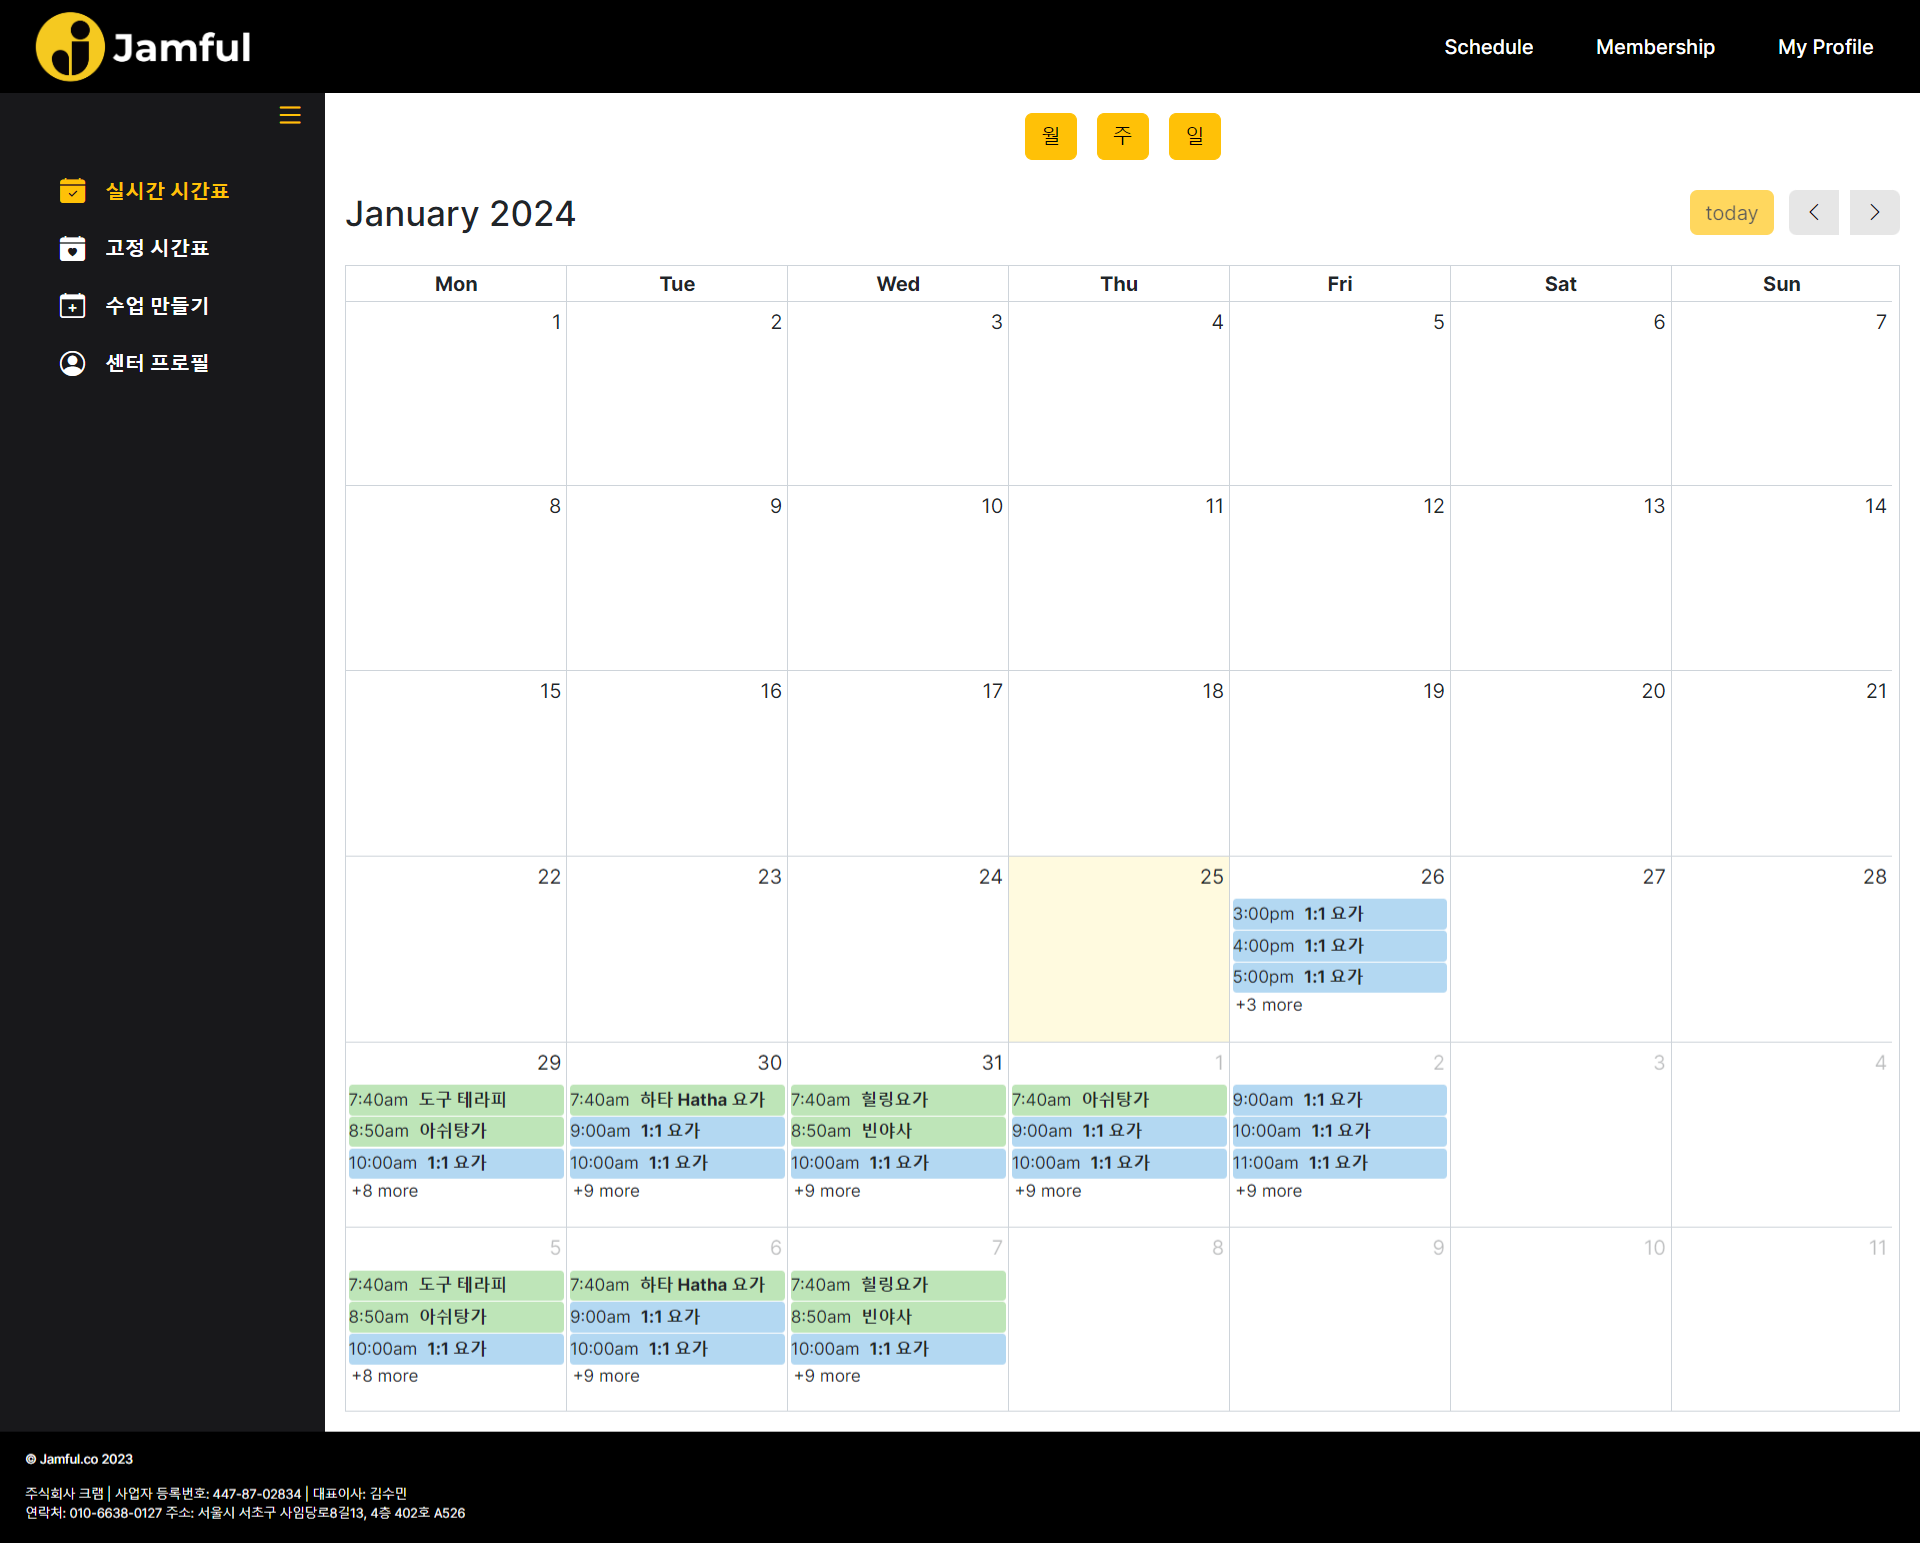 Jamful
Schedule Membership My Profile
실시간 시간표
고정 시간표
수업 만들기
센터 프로필
월 주 일
January 2024
today
Mon Tue Wed Thu Fri Sat Sun
1 2 3 4 5 6 7
8 9 10 11 12 13 14
15 16 17 18 19 20 21
22 23 24 25 26 27 28
3:00pm 1:1 요가
4:00pm 1:1 요가
5:00pm 1:1 요가
+3 more
29 30 31 1 2 3 4
7:40am 도구 테라피 7:40am 하타 Hatha 요가 7:40am 힐링요가 7:40am 아쉬탕가 9:00am 1:1 요가
8:50am 아쉬탕가 9:00am 1:1 요가 8:50am 빈야사 9:00am 1:1 요가 10:00am 1:1 요가
10:00am 1:1 요가 10:00am 1:1 요가 10:00am 1:1 요가 10:00am 1:1 요가 11:00am 1:1 요가
+8 more +9 more +9 more +9 more +9 more
5 6 7 8 9 10 11
7:40am 도구 테라피 7:40am 하타 Hatha 요가 7:40am 힐링요가
8:50am 아쉬탕가 9:00am 1:1 요가 8:50am 빈야사
10:00am 1:1 요가 10:00am 1:1 요가 10:00am 1:1 요가
+8 more +9 more +9 more
© Jamful.co 2023
주식회사 크램 | 사업자 등록번호: 447-87-02834 | 대표이사: 김수민
연락처: 010-6638-0127 주소: 서울시 서초구 사임당로8길13, 4층 402호 A526